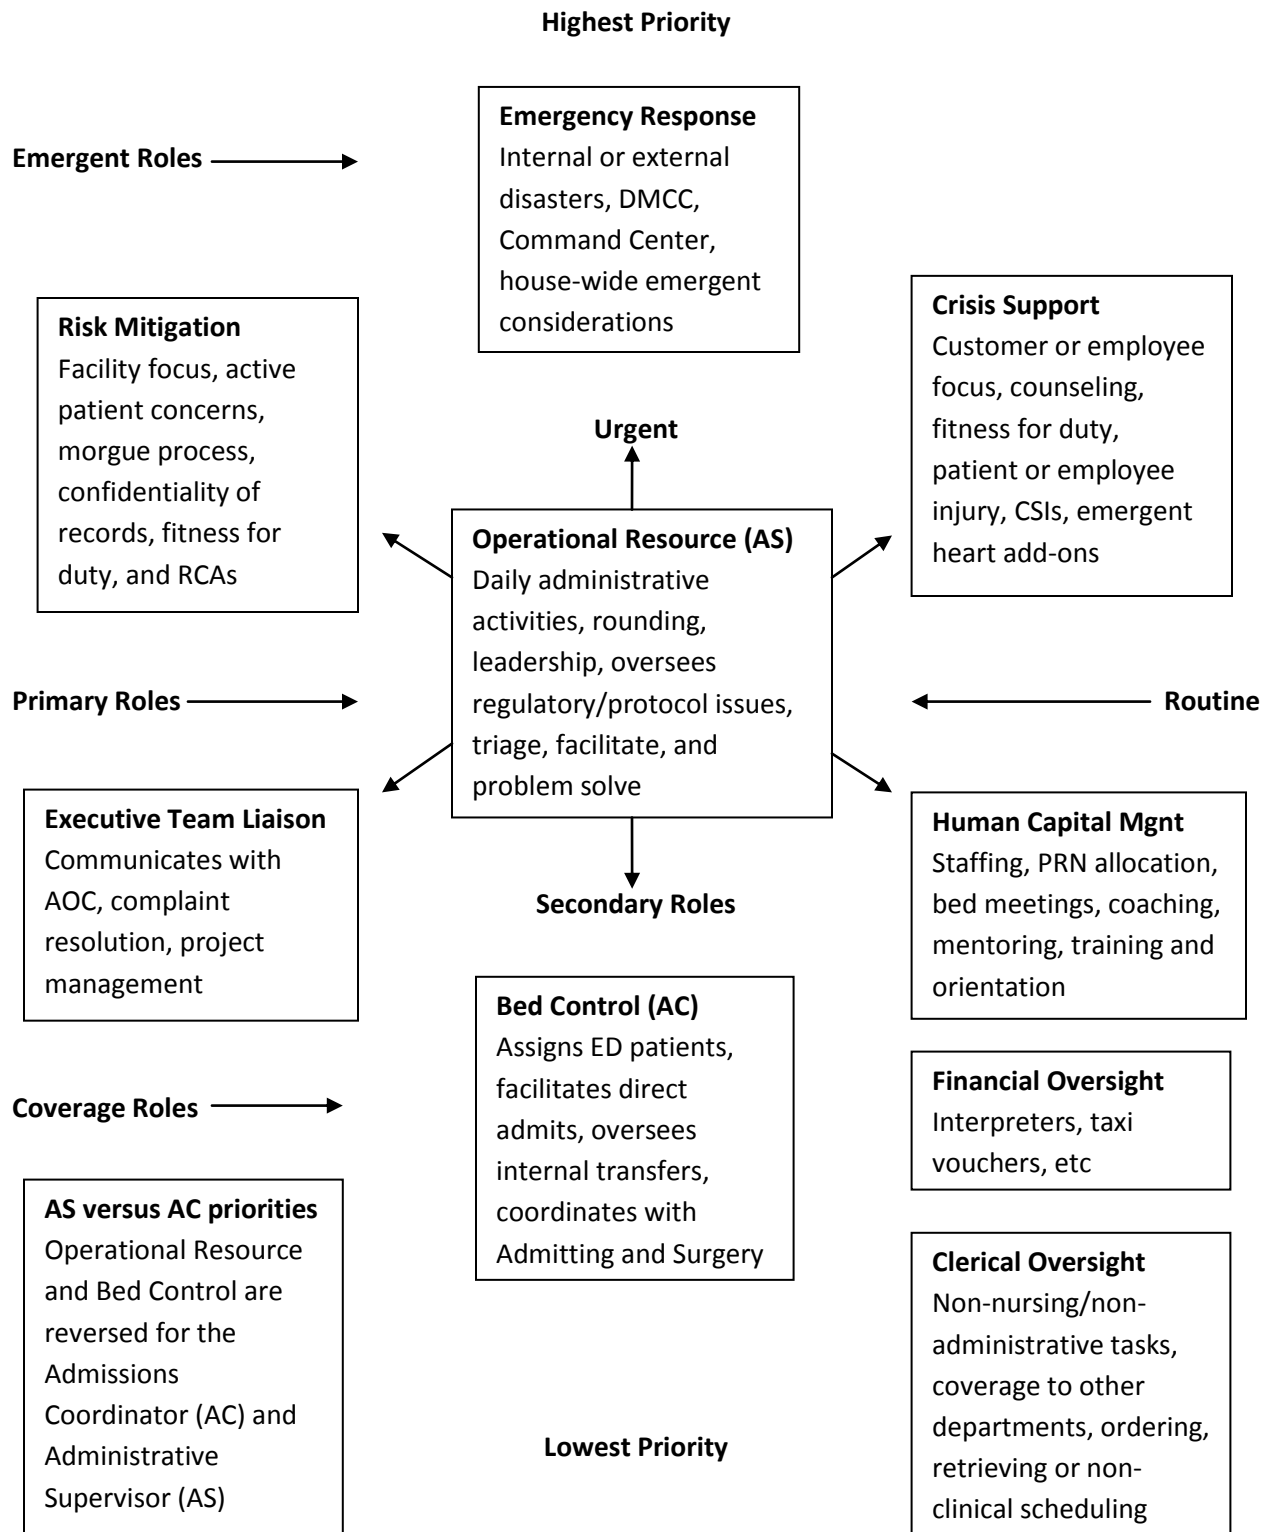 Highest Priority
Emergent Roles
Emergency Response
Internal or external
disasters, DMCC,
Command Center,
house-wide emergent
considerations
Risk Mitigation
Facility focus, active
patient concerns,
morgue process,
confidentiality of
records, fitness for
duty, and RCAs
Crisis Support
Customer or employee
focus, counseling,
fitness for duty,
patient or employee
injury, CSIs, emergent
heart add-ons
Urgent
Operational Resource (AS)
Daily administrative
activities, rounding,
leadership, oversees
regulatory/protocol issues,
triage, facilitate, and
problem solve
Primary Roles
Routine
Executive Team Liaison
Communicates with
AOC, complaint
resolution, project
management
Secondary Roles
Human Capital Mgnt
Staffing, PRN allocation,
bed meetings, coaching,
mentoring, training and
orientation
Bed Control (AC)
Assigns ED patients,
facilitates direct
admits, oversees
internal transfers,
coordinates with
Admitting and Surgery
Coverage Roles
Financial Oversight
Interpreters, taxi
vouchers, etc
AS versus AC priorities
Operational Resource
and Bed Control are
reversed for the
Admissions
Coordinator (AC) and
Administrative
Supervisor (AS)
Clerical Oversight
Non-nursing/non-
administrative tasks,
coverage to other
departments, ordering,
retrieving or non-
clinical scheduling
Lowest Priority